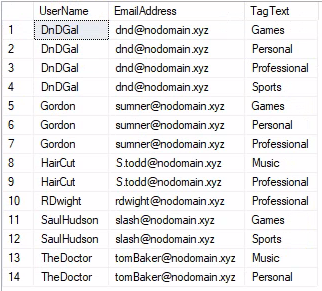 UserName EmailAddress TagText
1 DnDGal dnd@nodomain.xyz Games
2 DnDGal dnd@nodomain.xyz Personal
3 DnDGal dnd@nodomain.xyz Professional
4 DnDGal dnd@nodomain.xyz Sports
5 Gordon sumner@nodomain.xyz Games
6 Gordon sumner@nodomain.xyz Personal
7 Gordon sumner@nodomain.xyz Professional
8 HairCut S.todd@nodomain.xyz Music
9 HairCut S.todd@nodomain.xyz Professional
10 RDwight rdwight@nodomain.xyz Professional
11 SaulHudson slash@nodomain.xyz Games
12 SaulHudson slash@nodomain.xyz Sports
13 TheDoctor tomBaker@nodomain.xyz Music
14 TheDoctor tomBaker@nodomain.xyz Personal